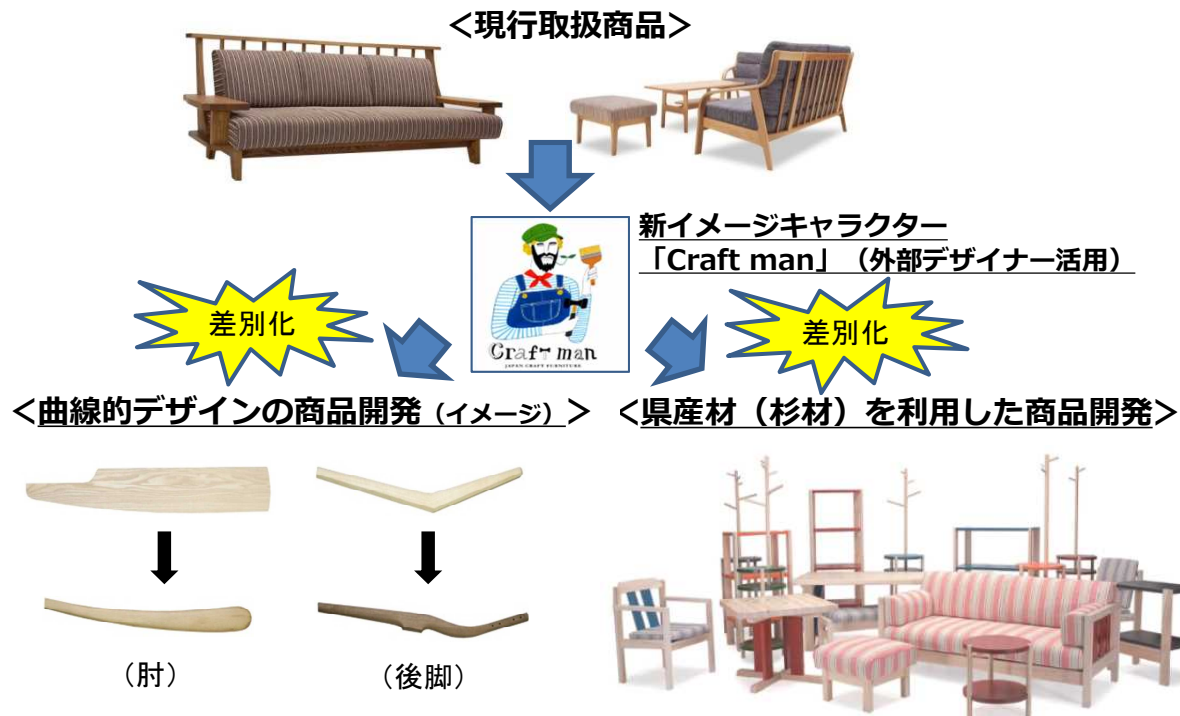 ＜現行取扱商品＞
新イメージキャラクター
「Craft man」（外部デザイナー活用）
Craft man
JAPAN CRAFT FURNITURE
差別化
差別化
＜曲線的デザインの商品開発（イメージ）＞
＜県産材（杉材）を利用した商品開発＞
（肘）
（後脚）